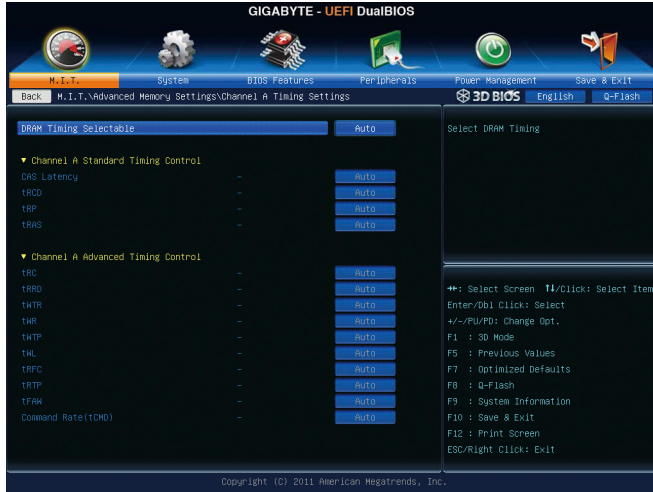 GIGABYTE - UEFI DualBIOS
M.I.T. System BIOS Features Peripherals Power Management Save & Exit
Back M.I.T.\Advanced Memory Settings\Channel A Timing Settings 3D BIOS English Q-Flash
DRAM Timing Selectable Auto
▼ Channel A Standard Timing Control
CAS Latency - Auto
tRCD - Auto
tRP - Auto
tRAS - Auto
▼ Channel A Advanced Timing Control
tRC - Auto
tRRD - Auto
tWTR - Auto
tWR - Auto
tWTP - Auto
tWL - Auto
tRFC - Auto
tRTP - Auto
tFAW - Auto
Command Rate(tCMD) - Auto
Select DRAM Timing
→←: Select Screen ↑↓/Click: Select Item
Enter/Dbl Click: Select
+/-/PU/PD: Change Opt.
F1 : 3D Mode
F5 : Previous Values
F7 : Optimized Defaults
F8 : Q-Flash
F9 : System Information
F10 : Save & Exit
F12 : Print Screen
ESC/Right Click: Exit
Copyright (C) 2011 American Megatrends, Inc.